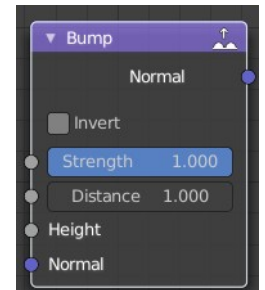 Bump
Normal
Invert
Strength 1.000
Distance 1.000
Height
Normal